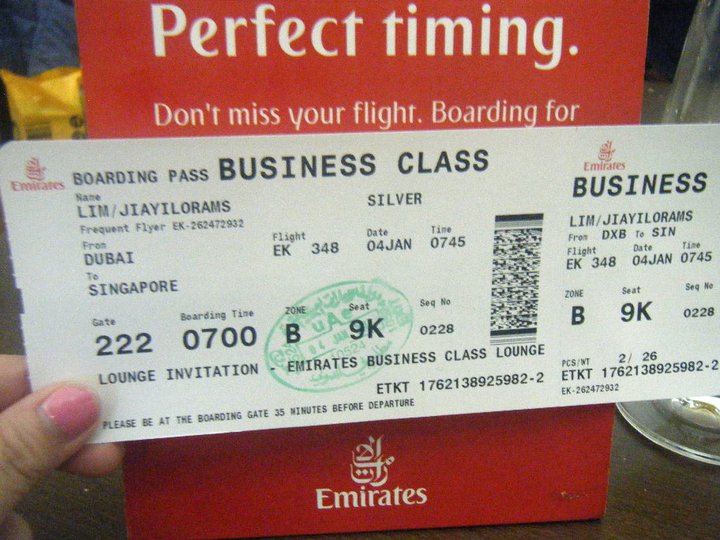 Perfect timing.
Don't miss your flight. Boarding for
Emirates
BOARDING PASS BUSINESS CLASS
Name
LIM/JIAYILORAMS SILVER
Frequent Flyer EK-262472932
From Flight Date Time
DUBAI EK 348 04JAN 0745
To
SINGAPORE
Gate Boarding Time ZONE Seat Seq No
222 0700 B 9K 0228
LOUNGE INVITATION - EMIRATES BUSINESS CLASS LOUNGE
ETKT 1762138925982-2
PLEASE BE AT THE BOARDING GATE 35 MINUTES BEFORE DEPARTURE
UAE
Emirates
BUSINESS
LIM/JIAYILORAMS
From DXB To SIN
Flight Date Time
EK 348 04JAN 0745
ZONE Seat Seq No
B 9K 0228
PCS/WT 2/ 26
ETKT 1762138925982-2
EK-262472932
Emirates